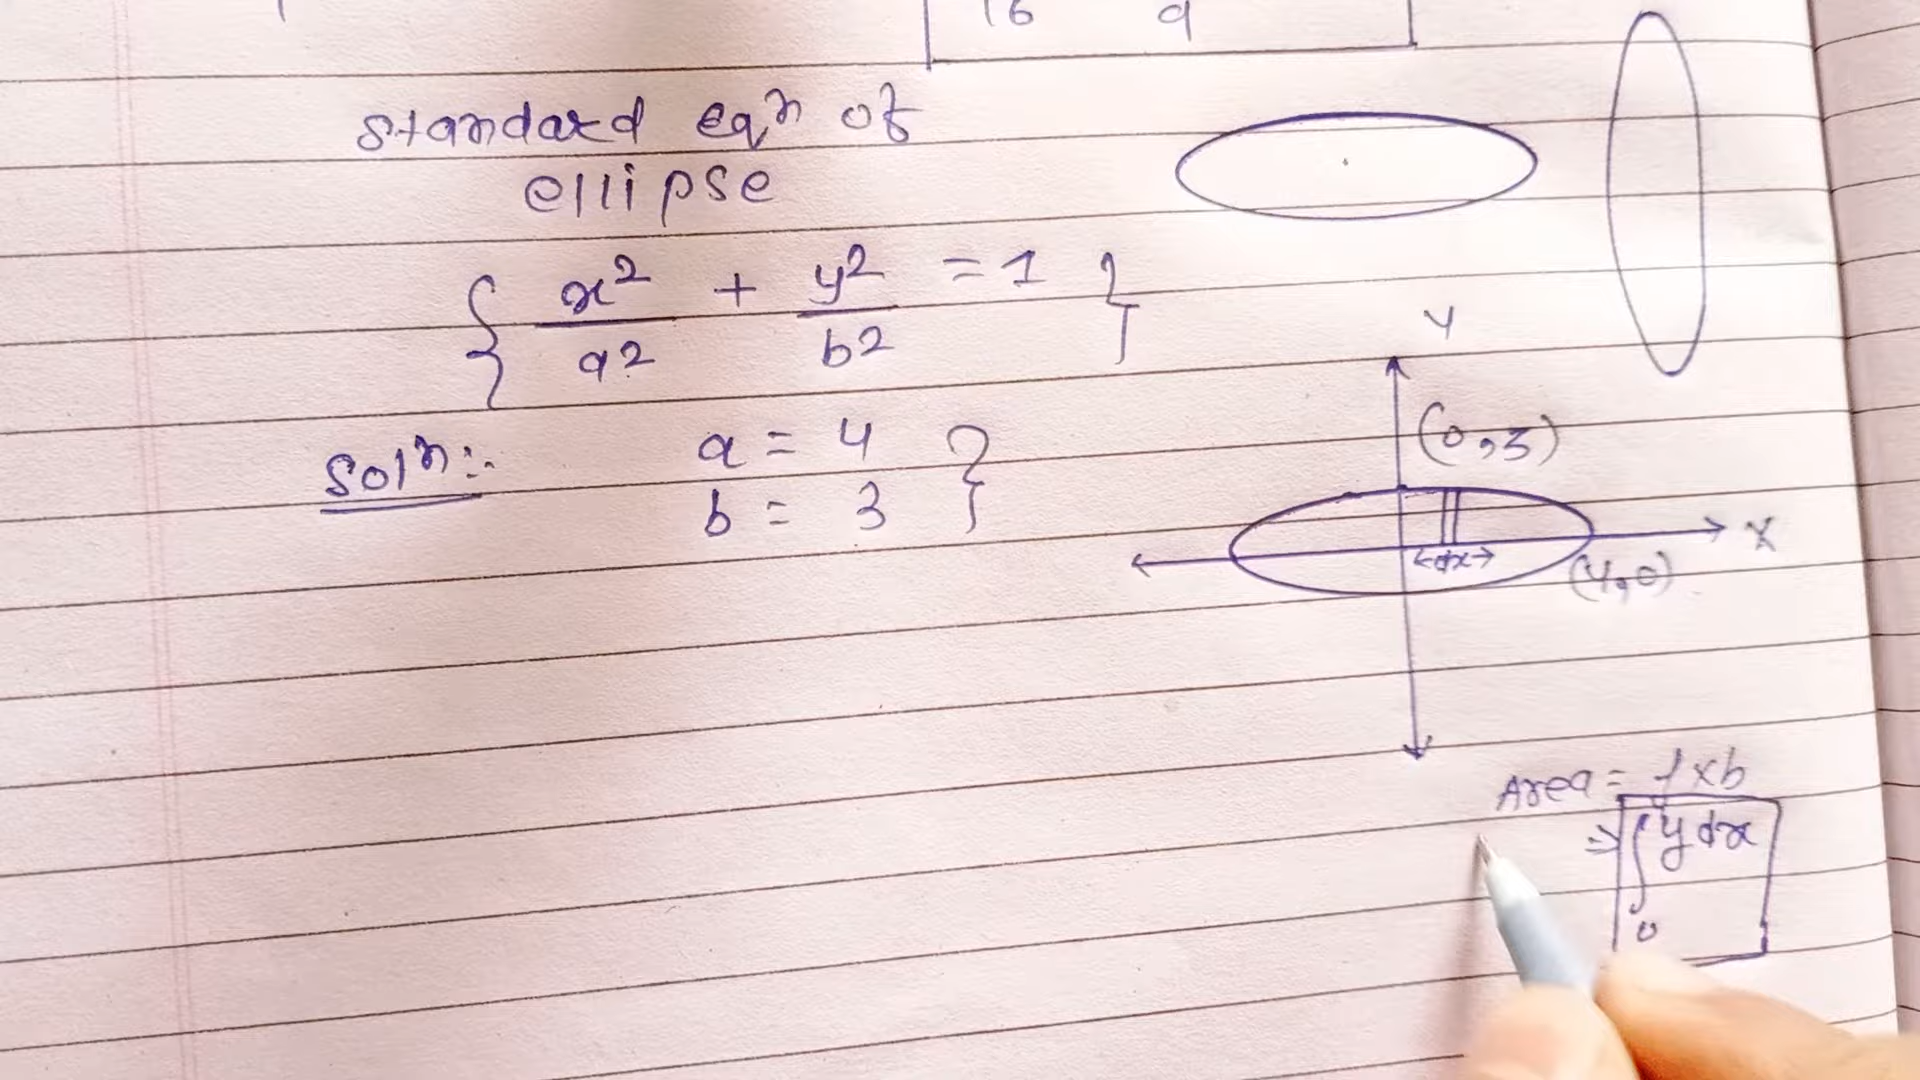 16 9
standard eqn of
ellipse
{ x2/a2 + y2/b2 = 1 }
Soln:-
a = 4
b = 3 }
Y
(0,3)
X
dx
(4,0)
Area = l x b
⇒ ∫ y dx
4
0